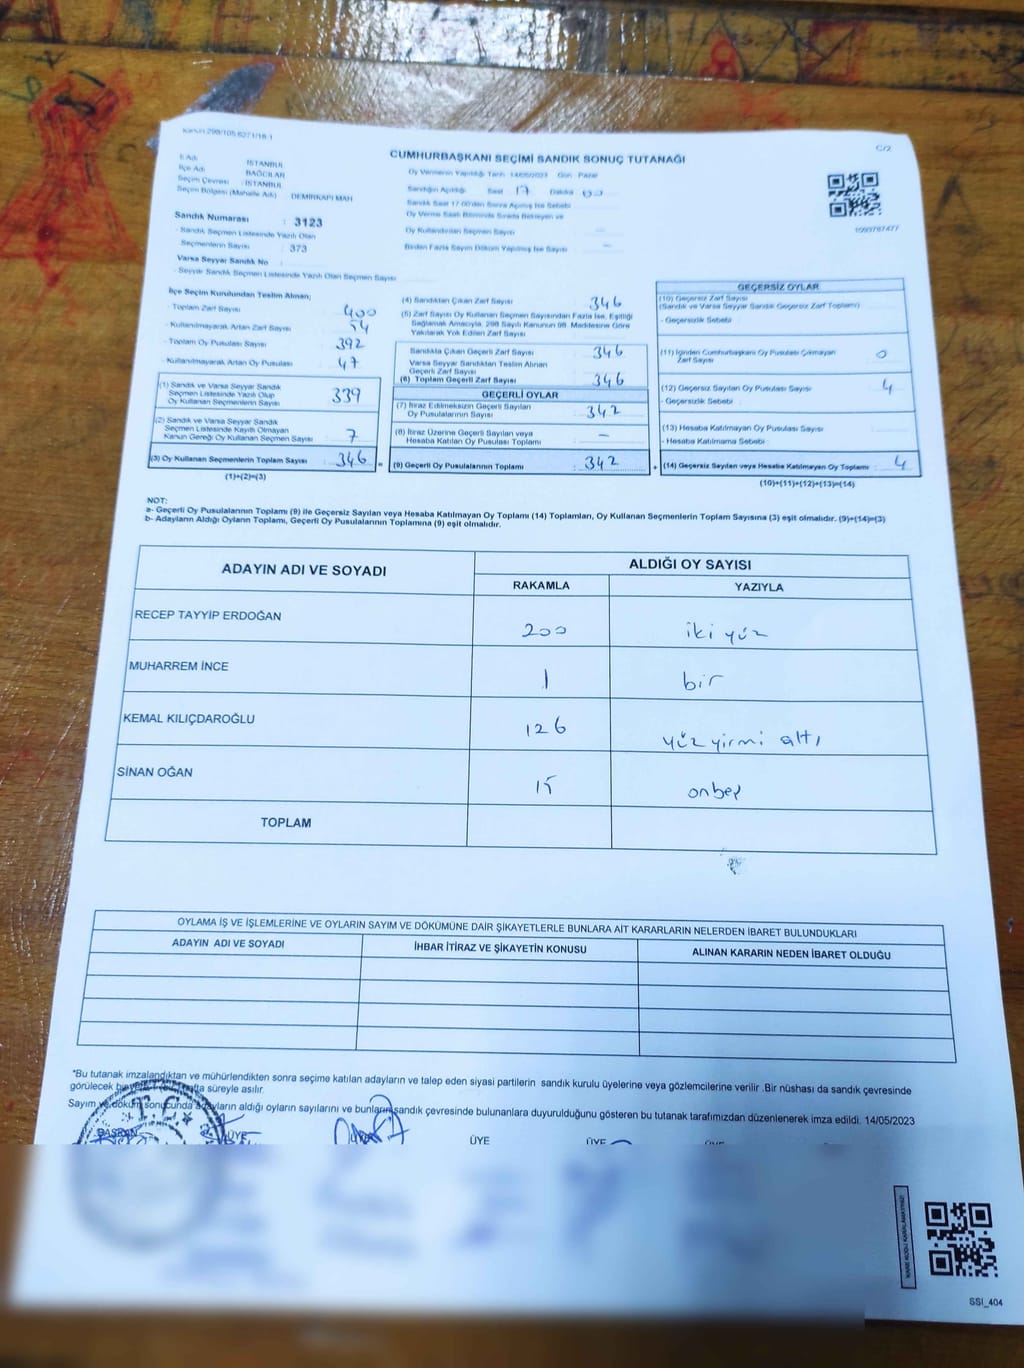 Kanun 298/105 6271/18-1
C/2
CUMHURBAŞKANI SEÇİMİ SANDIK SONUÇ TUTANAĞI
İl Adı : İSTANBUL
İlçe Adı : BAĞCILAR
Seçim Çevresi : İSTANBUL
Seçim Bölgesi (Mahalle Adı) : DEMİRKAPI MAH
Oy Vermenin Yapıldığı Tarih 14/05/2023 Gün Pazar
Sandığın Açıldığı Saat 17 Dakika 00
Sandık Saat 17:00'den Sonra Açılmış İse Sebebi
Oy Verme Saati Bitiminde Sırada Bekleyen ve
Oy Kullandırılan Seçmen Sayısı —
Birden Fazla Sayım Döküm Yapılmış İse Sayısı —
Sandık Numarası : 3123
- Sandık Seçmen Listesinde Yazılı Olan
Seçmenlerin Sayısı : 373
Varsa Seyyar Sandık No :
- Seyyar Sandık Seçmen Listesinde Yazılı Olan Seçmen Sayısı
İlçe Seçim Kurulundan Teslim Alınan;
- Toplam Zarf Sayısı : 400
- Kullanılmayarak Artan Zarf Sayısı : 54
- Toplam Oy Pusulası Sayısı : 392
- Kullanılmayarak Artan Oy Pusulası : 47
(1) Sandık ve Varsa Seyyar Sandık
Seçmen Listesinde Yazılı Olup
Oy Kullanan Seçmenlerin Sayısı : 339
(2) Sandık ve Varsa Seyyar Sandık
Seçmen Listesinde Kayıtlı Olmayan
Kanun Gereği Oy Kullanan Seçmen Sayısı : 7
(3) Oy Kullanan Seçmenlerin Toplam Sayısı : 346
(1)+(2)=(3)
(4) Sandıktan Çıkan Zarf Sayısı : 346
(5) Zarf Sayısı Oy Kullanan Seçmen Sayısından Fazla İse, Eşitliği
Sağlamak Amacıyla, 298 Sayılı Kanunun 98. Maddesine Göre
Yakılarak Yok Edilen Zarf Sayısı
Sandıkta Çıkan Geçerli Zarf Sayısı : 346
Varsa Seyyar Sandıktan Teslim Alınan
Geçerli Zarf Sayısı
(6) Toplam Geçerli Zarf Sayısı : 346
GEÇERLİ OYLAR
(7) İtiraz Edilmeksizin Geçerli Sayılan
Oy Pusulalarının Sayısı : 342
(8) İtiraz Üzerine Geçerli Sayılan veya
Hesaba Katılan Oy Pusulası Toplamı : —
= (9) Geçerli Oy Pusulalarının Toplamı : 342
1093787477
GEÇERSİZ OYLAR
(10) Geçersiz Zarf Sayısı
(Sandık ve Varsa Seyyar Sandık Geçersiz Zarf Toplamı)
- Geçersizlik Sebebi :
(11) İçinden Cumhurbaşkanı Oy Pusulası Çıkmayan
Zarf Sayısı 0
(12) Geçersiz Sayılan Oy Pusulası Sayısı : 4
- Geçersizlik Sebebi :
(13) Hesaba Katılmayan Oy Pusulası Sayısı :
- Hesaba Katılmama Sebebi :
+ (14) Geçersiz Sayılan veya Hesaba Katılmayan Oy Toplamı : 4
(10)+(11)+(12)+(13)=(14)
NOT:
a- Geçerli Oy Pusulalarının Toplamı (9) ile Geçersiz Sayılan veya Hesaba Katılmayan Oy Toplamı (14) Toplamları, Oy Kullanan Seçmenlerin Toplam Sayısına (3) eşit olmalıdır. (9)+(14)=(3)
b- Adayların Aldığı Oyların Toplamı, Geçerli Oy Pusulalarının Toplamına (9) eşit olmalıdır.
ADAYIN ADI VE SOYADI
ALDIĞI OY SAYISI
RAKAMLA YAZIYLA
RECEP TAYYİP ERDOĞAN 200 iki yüz
MUHARREM İNCE 1 bir
KEMAL KILIÇDAROĞLU 126 yüz yirmi altı
SİNAN OĞAN 15 onbeş
TOPLAM
OYLAMA İŞ VE İŞLEMLERİNE VE OYLARIN SAYIM VE DÖKÜMÜNE DAİR ŞİKAYETLERLE BUNLARA AİT KARARLARIN NELERDEN İBARET BULUNDUKLARI
ADAYIN ADI VE SOYADI İHBAR İTİRAZ VE ŞİKAYETİN KONUSU ALINAN KARARIN NEDEN İBARET OLDUĞU
*Bu tutanak imzalandıktan ve mühürlendikten sonra seçime katılan adayların ve talep eden siyasi partilerin sandık kurulu üyelerine veya gözlemcilerine verilir .Bir nüshası da sandık çevresinde
görülecek süreyle asılır.
Sayım ve döküm sonucunda adayların aldığı oyların sayılarını ve bunların sandık çevresinde bulunanlara duyurulduğunu gösteren bu tutanak tarafımızdan düzenlenerek imza edildi. 14/05/2023
T.C.
BAŞKAN ÜYE ÜYE ÜYE
SSI_404